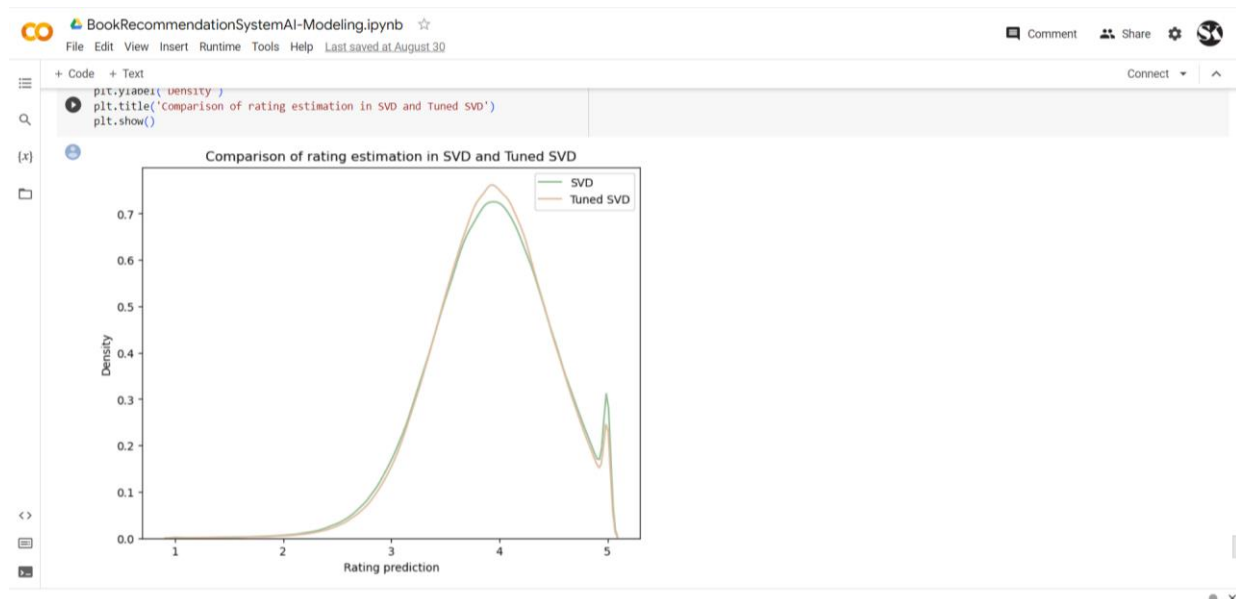 BookRecommendationSystemAI-Modeling.ipynb
File Edit View Insert Runtime Tools Help Last saved at August 30
Comment
Share
+ Code + Text
Connect
plt.ylabel('Density')
plt.title('Comparison of rating estimation in SVD and Tuned SVD')
plt.show()
{x}
Comparison of rating estimation in SVD and Tuned SVD
SVD
Tuned SVD
0.7
0.6
0.5
0.4
0.3
0.2
0.1
0.0
Density
1 2 3 4 5
Rating prediction